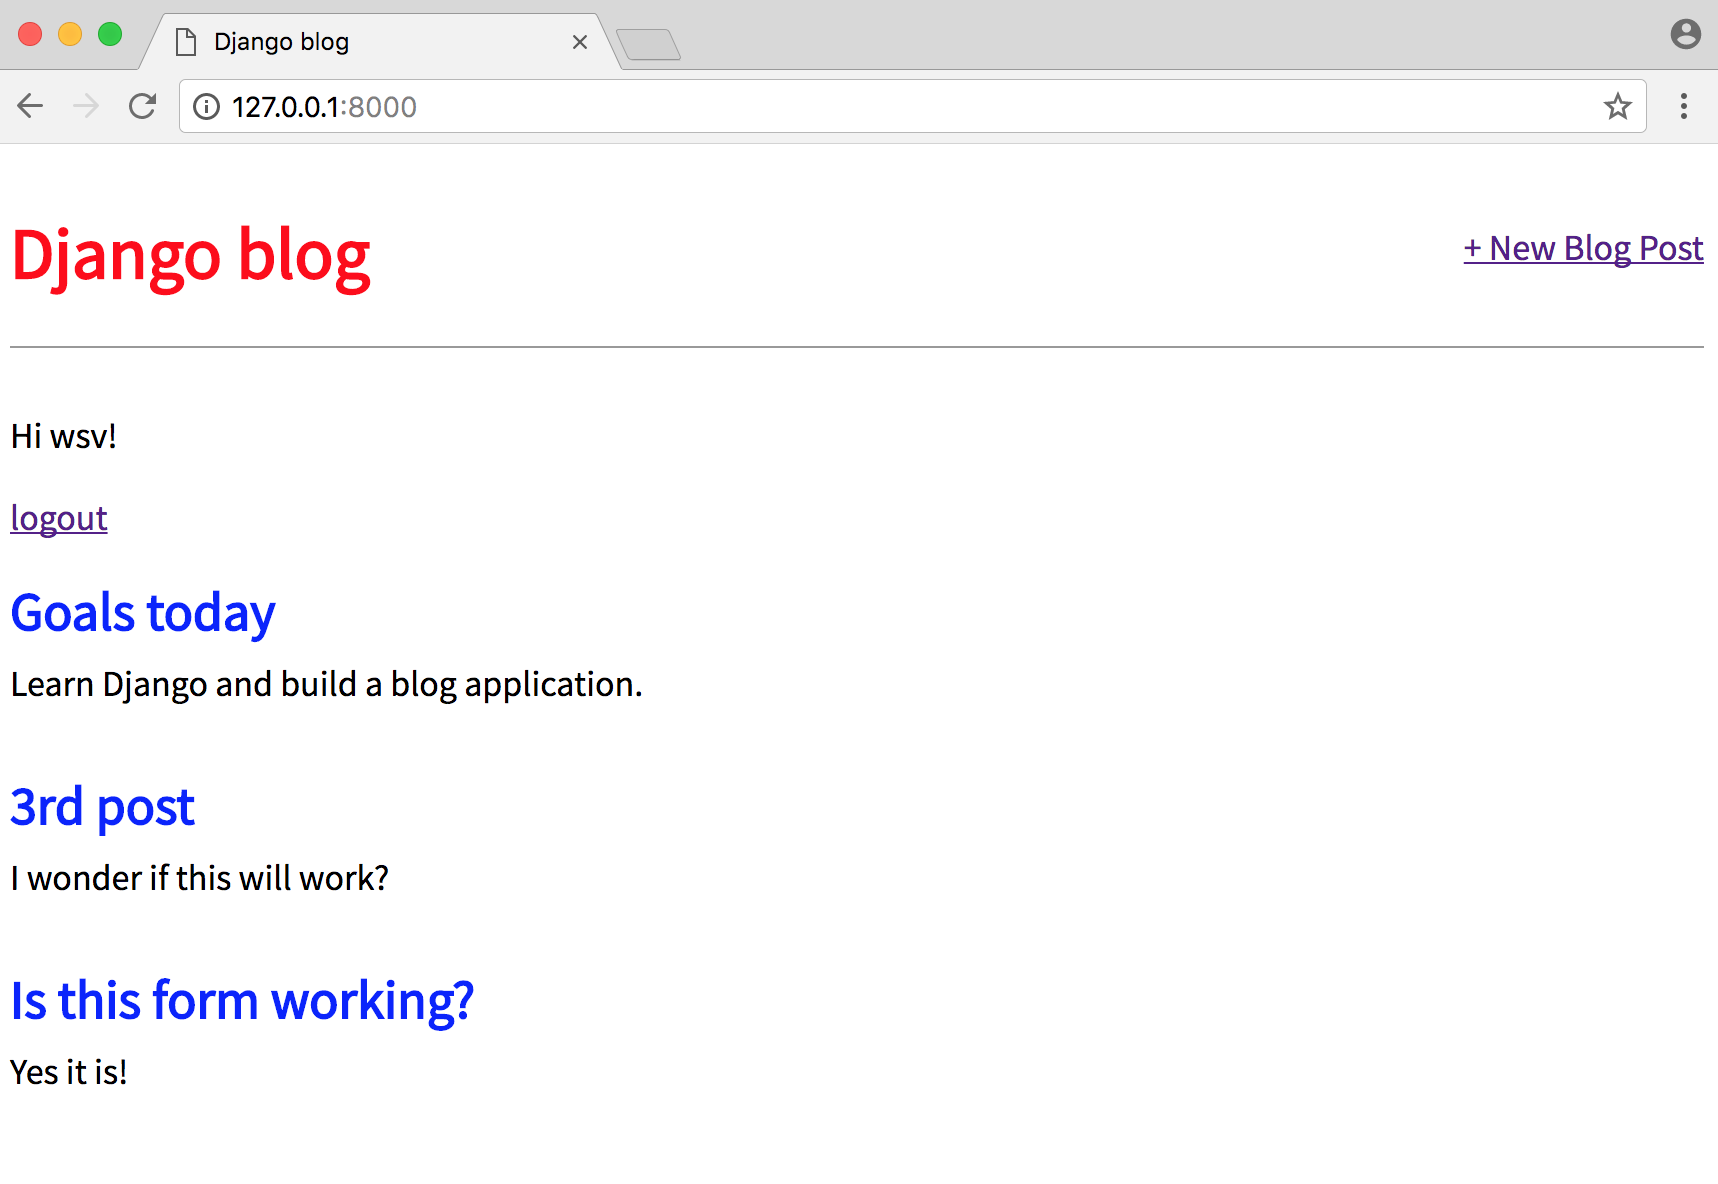 Django blog
127.0.0.1:8000
Django blog
+ New Blog Post
Hi wsv!
logout
Goals today
Learn Django and build a blog application.
3rd post
I wonder if this will work?
Is this form working?
Yes it is!